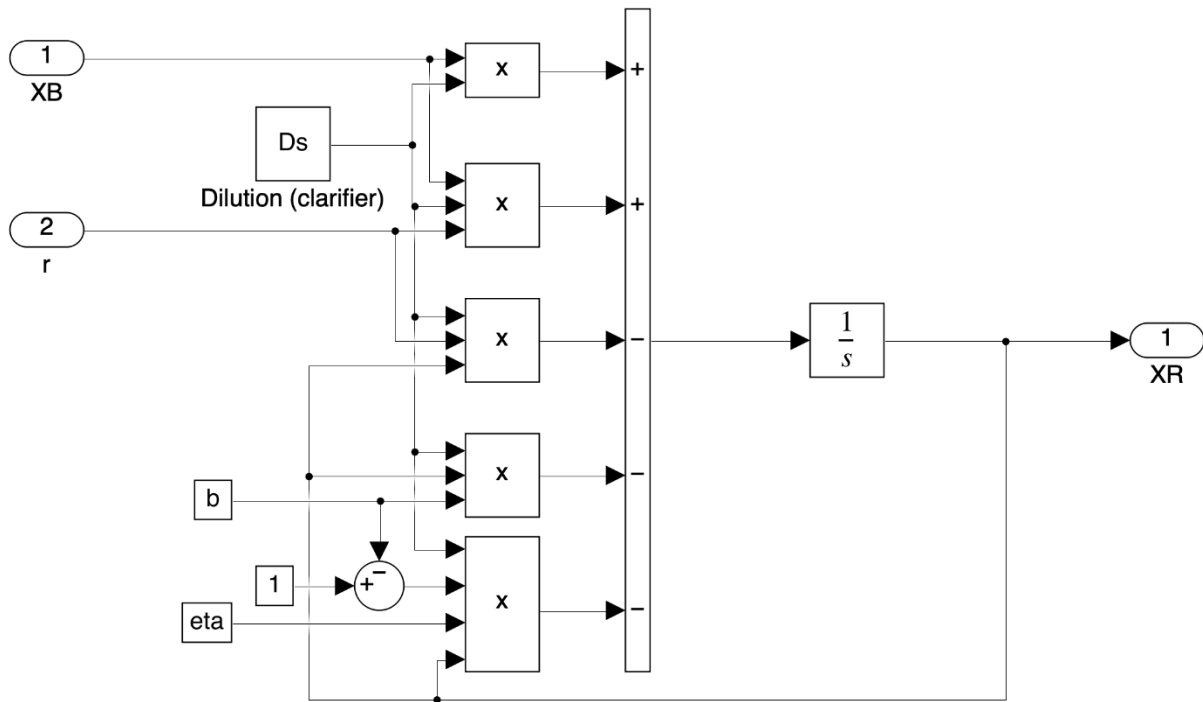 1
XB
x
+
Ds
Dilution (clarifier)
x
+
2
r
x
−
1
s
1
XR
x
−
b
1
+
−
eta
x
−